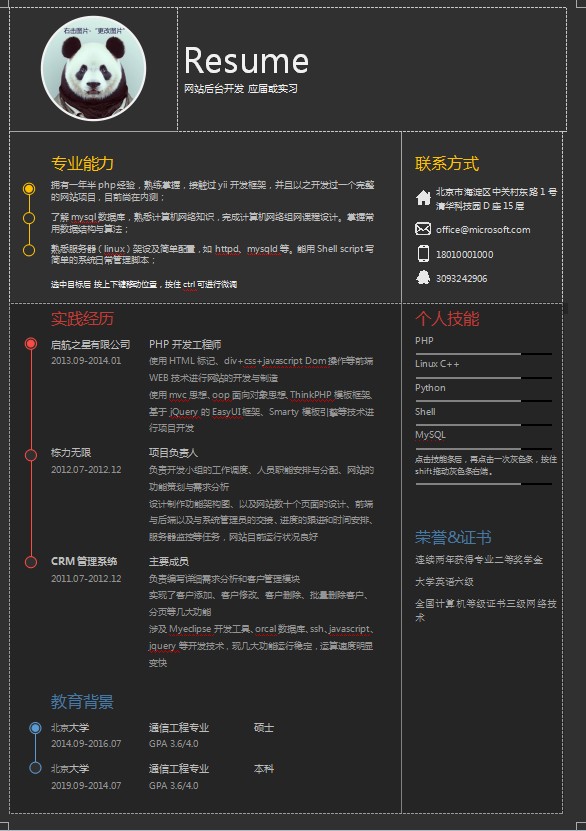 右击图片-"更改图片"
Resume
网站后台开发 应届或实习
专业能力
拥有一年半 php 经验，熟练掌握，接触过 yii 开发框架，并且以之开发过一个完整
的网站项目，目前尚在内测；
了解 mysql 数据库，熟悉计算机网络知识，完成计算机网络组网课程设计。掌握常
用数据结构与算法；
熟悉服务器（linux）架设及简单配置，如 httpd、mysqld 等。能用 Shell script 写
简单的系统日常管理脚本；
选中目标后 按上下键移动位置，按住 ctrl 可进行微调
联系方式
北京市海淀区中关村东路 1 号
清华科技园 D 座 15 层
office@microsoft.com
18010001000
3093242906
实践经历
启航之星有限公司 PHP 开发工程师
2013.09-2014.01
使用 HTML 标记、div+css+javascript Dom 操作等前端
WEB 技术进行网站的开发与制造
使用 mvc 思想、oop 面向对象思想、ThinkPHP 模板框架、
基于 jQuery 的 EasyUI 框架、Smarty 模板引擎等技术进
行项目开发
栋力无限 项目负责人
2012.07-2012.12
负责开发小组的工作调度、人员职能安排与分配、网站的
功能策划与需求分析
设计制作功能架构图、以及网站数十个页面的设计、前端
与后端以及与系统管理员的交接、进度的跟进和时间安排、
服务器监控等任务，网站目前运行状况良好
CRM 管理系统 主要成员
2011.07-2012.12
负责编写详细需求分析和客户管理模块
实现了客户添加、客户修改、客户删除、批量删除客户、
分页等几大功能
涉及 Myeclipse 开发工具、orcal 数据库、ssh、javascript、
jquery 等开发技术，现几大功能运行稳定，运算速度明显
变快
教育背景
北京大学 通信工程专业 硕士
2014.09-2016.07 GPA 3.6/4.0
北京大学 通信工程专业 本科
2019.09-2014.07 GPA 3.6/4.0
个人技能
PHP
Linux C++
Python
Shell
MySQL
点击技能条后，再点击一次灰色条，按住
shift 拖动灰色条右端。
荣誉&证书
连续两年获得专业二等奖学金
大学英语六级
全国计算机等级证书三级网络技
术